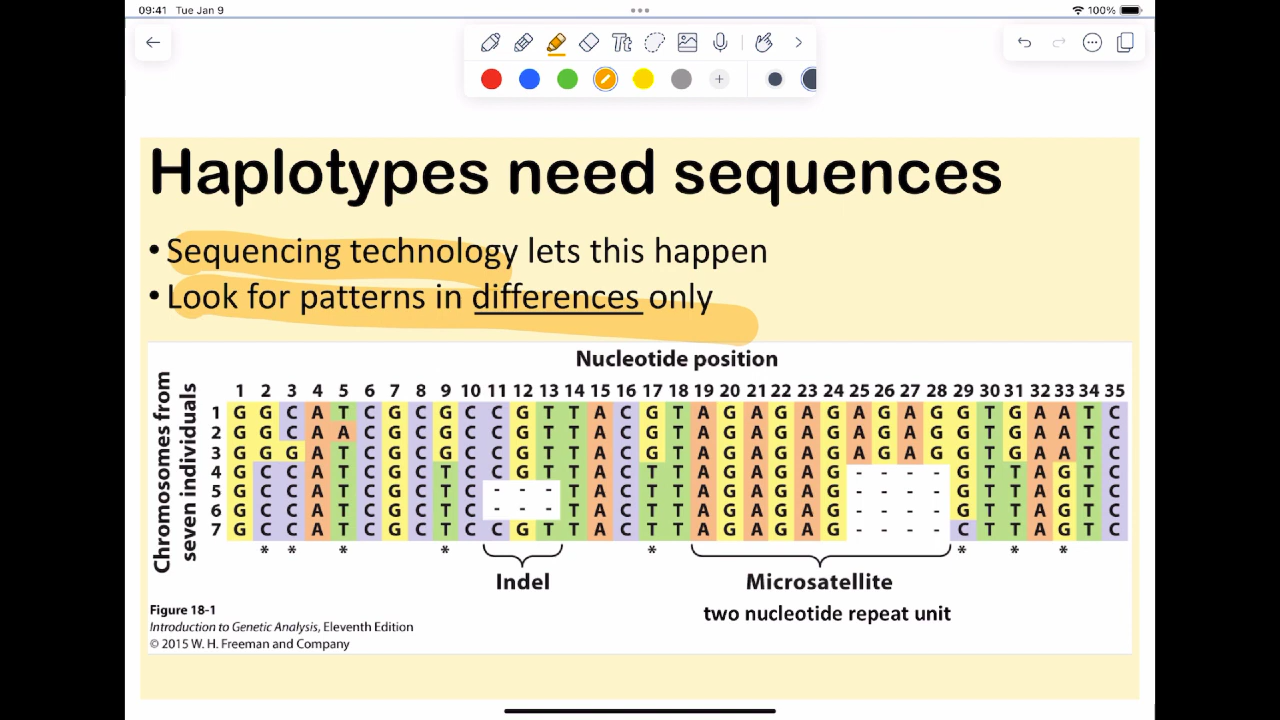 09:41 Tue Jan 9
100%
Tt
Haplotypes need sequences
• Sequencing technology lets this happen
• Look for patterns in differences only
Nucleotide position
Chromosomes from
seven individuals
1 2 3 4 5 6 7 8 9 10 11 12 13 14 15 16 17 18 19 20 21 22 23 24 25 26 27 28 29 30 31 32 33 34 35
1 G G C A T C G C G C C G T T A C G T A G A G A G A G A G G T G A A T C
2 G G C A A C G C G C C G T T A C G T A G A G A G A G A G G T G A A T C
3 G G G A T C G C G C C G T T A C G T A G A G A G A G A G G T G A A T C
4 G C C A T C G C T C C G T T A C T T A G A G A G - - - - G T T A G T C
5 G C C A T C G C T C - - - T A C T T A G A G A G - - - - G T T A G T C
6 G C C A T C G C T C - - - T A C T T A G A G A G - - - - G T T A G T C
7 G C C A T C G C T C C G T T A C T T A G A G A G - - - - C T T A G T C
* * * * * * * *
Indel Microsatellite
two nucleotide repeat unit
Figure 18-1
Introduction to Genetic Analysis, Eleventh Edition
© 2015 W. H. Freeman and Company